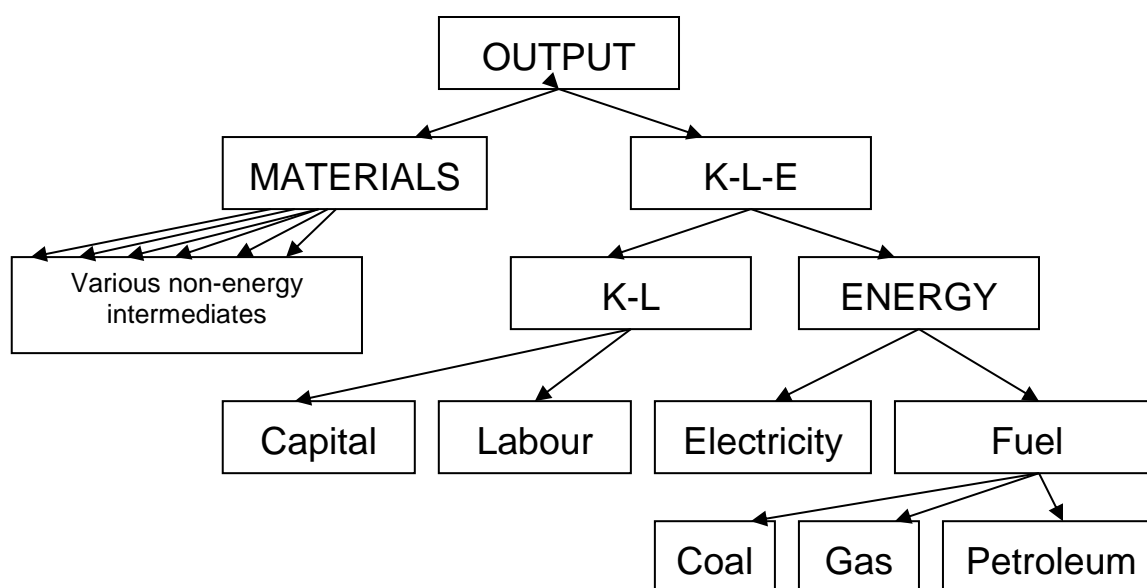 OUTPUT
MATERIALS
K-L-E
Various non-energy
intermediates
K-L
ENERGY
Capital
Labour
Electricity
Fuel
Coal
Gas
Petroleum